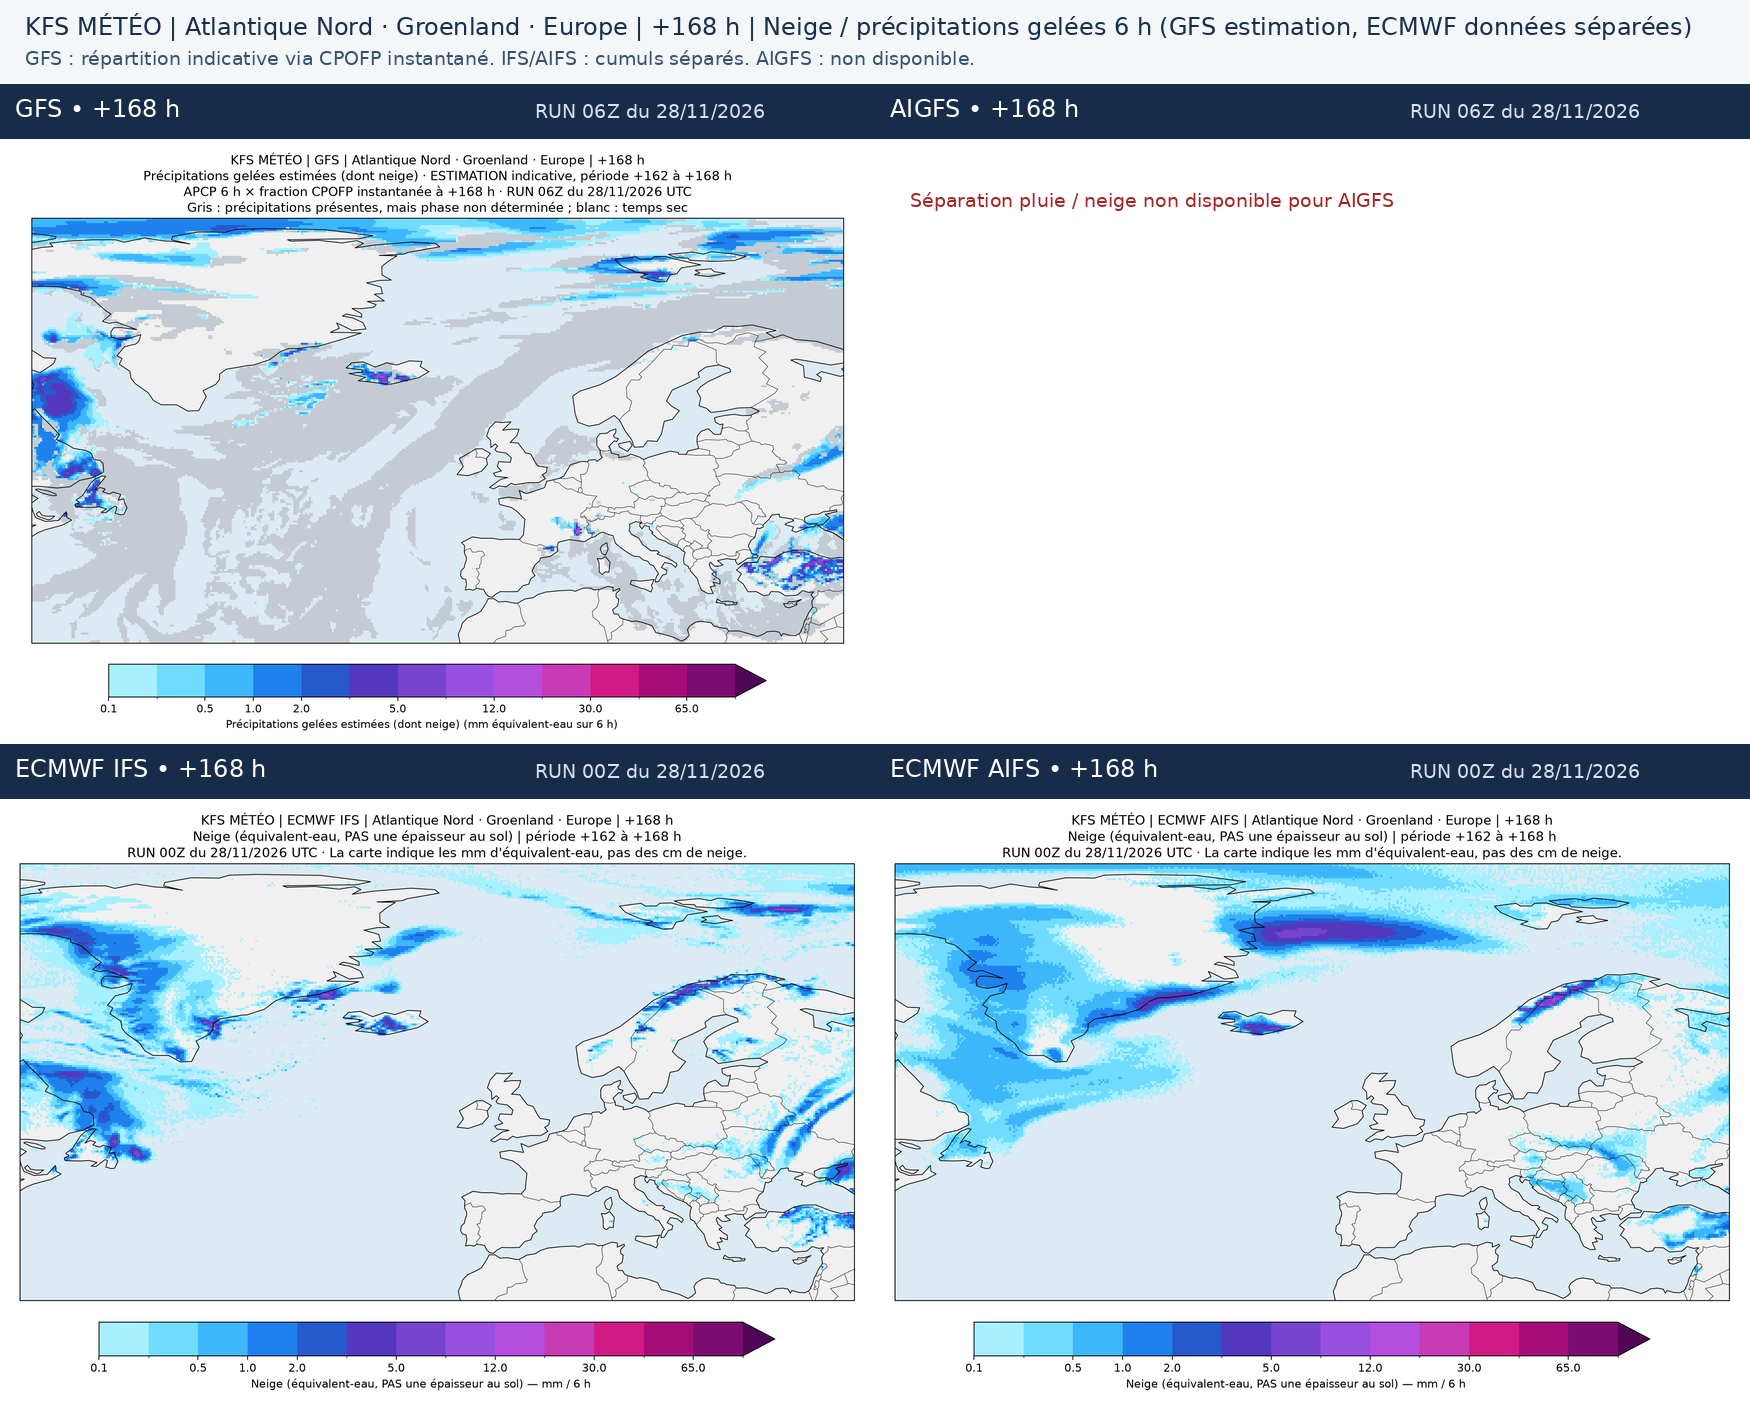 KFS MÉTÉO | Atlantique Nord · Groenland · Europe | +168 h | Neige / précipitations gelées 6 h (GFS estimation, ECMWF données séparées)
GFS : répartition indicative via CPOFP instantané. IFS/AIFS : cumuls séparés. AIGFS : non disponible.
GFS • +168 h
RUN 06Z du 28/11/2026
AIGFS • +168 h
RUN 06Z du 28/11/2026
KFS MÉTÉO | GFS | Atlantique Nord · Groenland · Europe | +168 h
Précipitations gelées estimées (dont neige) · ESTIMATION indicative, période +162 à +168 h
APCP 6 h × fraction CPOFP instantanée à +168 h · RUN 06Z du 28/11/2026 UTC
Gris : précipitations présentes, mais phase non déterminée ; blanc : temps sec
Séparation pluie / neige non disponible pour AIGFS
0.1 0.5 1.0 2.0 5.0 12.0 30.0 65.0
Précipitations gelées estimées (dont neige) (mm équivalent-eau sur 6 h)
ECMWF IFS • +168 h
RUN 00Z du 28/11/2026
ECMWF AIFS • +168 h
RUN 00Z du 28/11/2026
KFS MÉTÉO | ECMWF IFS | Atlantique Nord · Groenland · Europe | +168 h
Neige (équivalent-eau, PAS une épaisseur au sol) | période +162 à +168 h
RUN 00Z du 28/11/2026 UTC · La carte indique les mm d'équivalent-eau, pas des cm de neige.
0.1 0.5 1.0 2.0 5.0 12.0 30.0 65.0
Neige (équivalent-eau, PAS une épaisseur au sol) — mm / 6 h
KFS MÉTÉO | ECMWF AIFS | Atlantique Nord · Groenland · Europe | +168 h
Neige (équivalent-eau, PAS une épaisseur au sol) | période +162 à +168 h
RUN 00Z du 28/11/2026 UTC · La carte indique les mm d'équivalent-eau, pas des cm de neige.
0.1 0.5 1.0 2.0 5.0 12.0 30.0 65.0
Neige (équivalent-eau, PAS une épaisseur au sol) — mm / 6 h